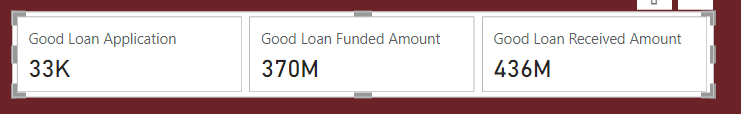 Good Loan Application
33K
Good Loan Funded Amount
370M
Good Loan Received Amount
436M